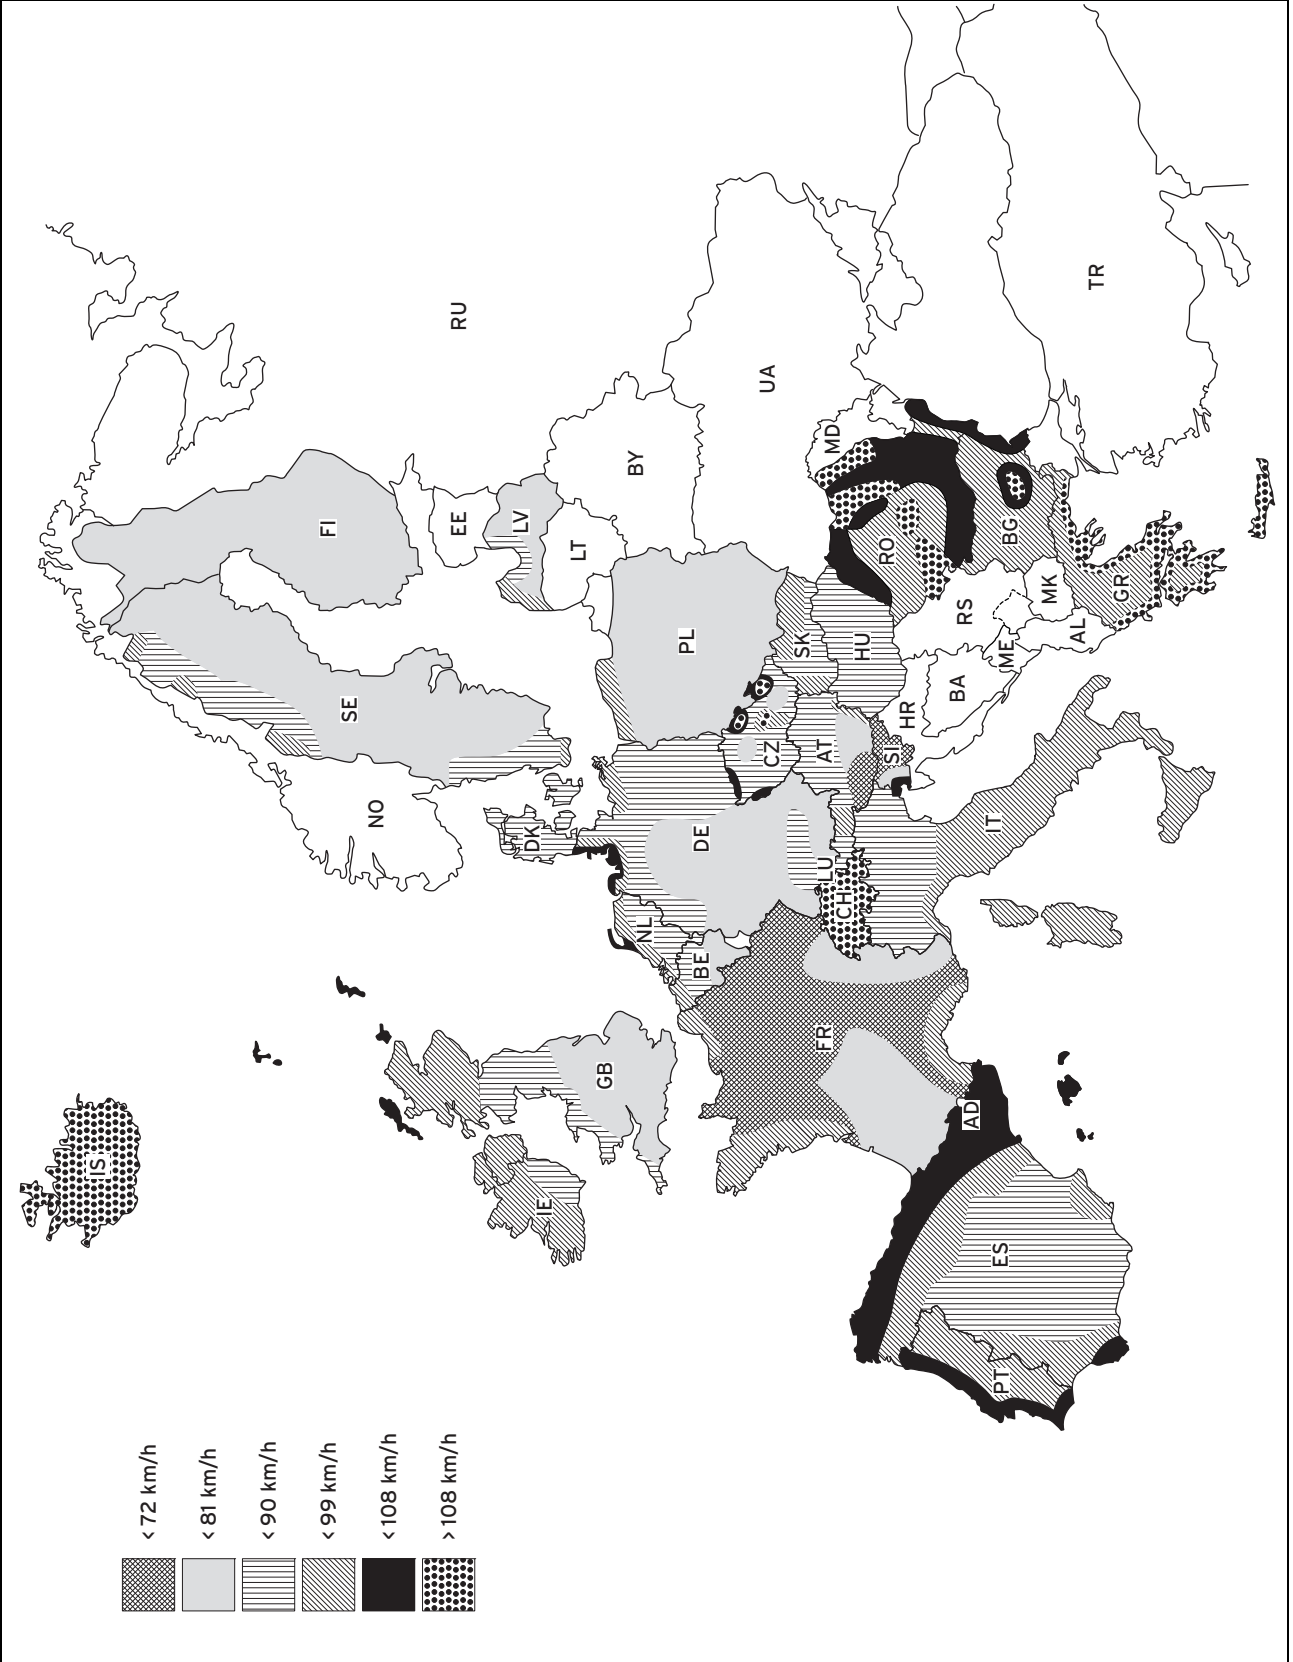 < 72 km/h
< 81 km/h
< 90 km/h
< 99 km/h
<108 km/h
>108 km/h
IS
NO
SE
FI
RU
EE
LV
LT
DK
IE
GB
NL
BE
DE
PL
BY
UA
MD
CZ
SK
LU
FR
CH
AT
HU
RO
SI
HR
BA
RS
ME
AL
MK
BG
GR
TR
IT
AD
ES
PT